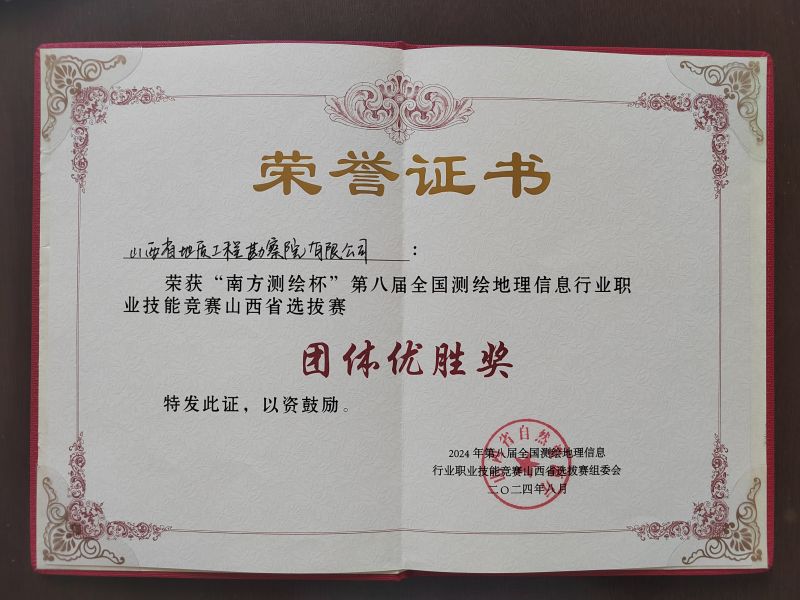 荣誉证书
山西省地质工程勘察院有限公司：
荣获“南方测绘杯”第八届全国测绘地理信息行业职
业技能竞赛山西省选拔赛
团体优胜奖
特发此证，以资鼓励。
2024年第八届全国测绘地理信息
行业职业技能竞赛山西省选拔赛组委会
二〇二四年八月
山西省自然